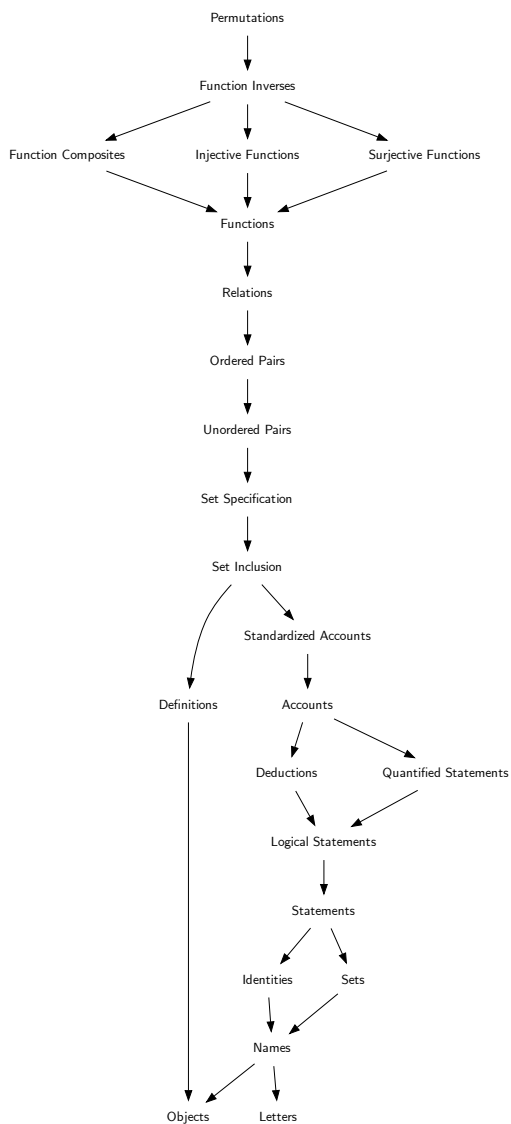 Permutations
Function Inverses
Function Composites
Injective Functions
Surjective Functions
Functions
Relations
Ordered Pairs
Unordered Pairs
Set Specification
Set Inclusion
Standardized Accounts
Definitions
Accounts
Deductions
Quantified Statements
Logical Statements
Statements
Identities
Sets
Names
Objects
Letters